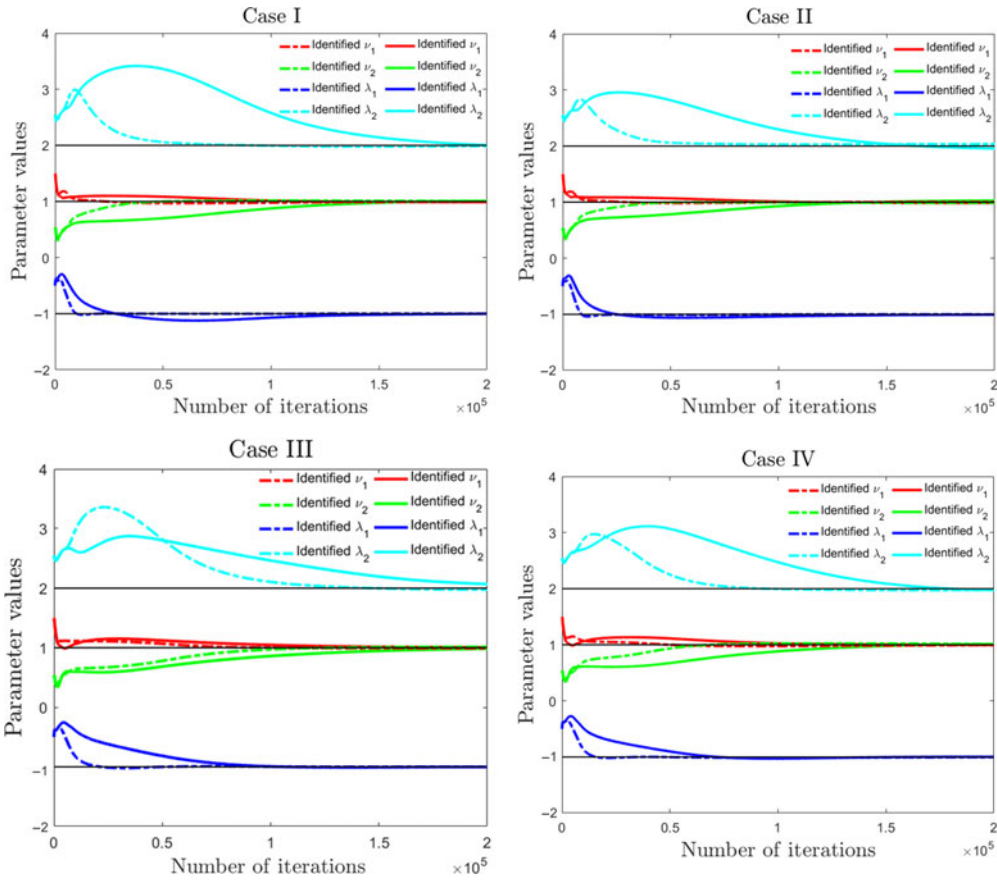 Case I
Identified ν1 Identified ν1
Identified ν2 Identified ν2
Identified λ1 Identified λ1
Identified λ2 Identified λ2
4
3
2
1
0
−1
−2
Parameter values
0 0.5 1 1.5 2
Number of iterations
×10^5
Case II
Identified ν1 Identified ν1
Identified ν2 Identified ν2
Identified λ1 Identified λ1
Identified λ2 Identified λ2
4
3
2
1
0
−1
−2
Parameter values
0 0.5 1 1.5 2
Number of iterations
×10^5
Case III
Identified ν1 Identified ν1
Identified ν2 Identified ν2
Identified λ1 Identified λ1
Identified λ2 Identified λ2
4
3
2
1
0
−1
−2
Parameter values
0 0.5 1 1.5 2
Number of iterations
×10^5
Case IV
Identified ν1 Identified ν1
Identified ν2 Identified ν2
Identified λ1 Identified λ1
Identified λ2 Identified λ2
4
3
2
1
0
−1
−2
Parameter values
0 0.5 1 1.5 2
Number of iterations
×10^5